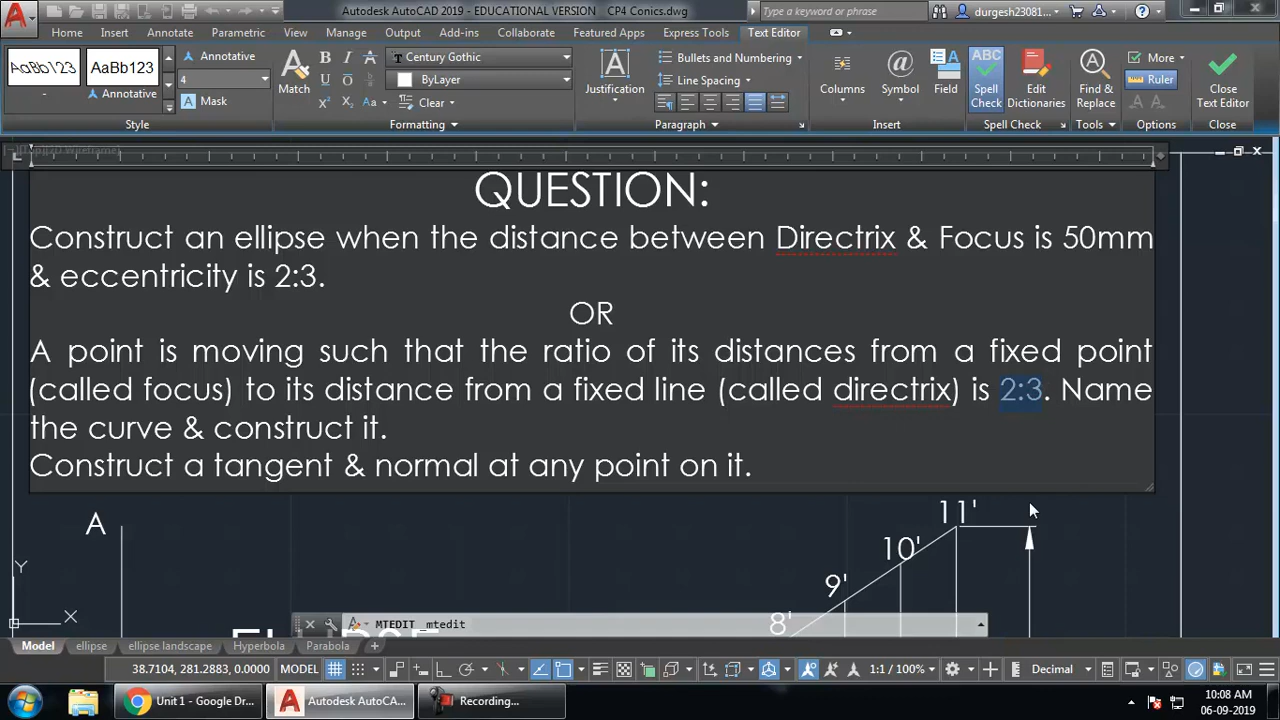 Autodesk AutoCAD 2019 - EDUCATIONAL VERSION - CP4 Conics.dwg
Type a keyword or phrase
durgesh23081...
Home Insert Annotate Parametric View Manage Output Add-ins Collaborate Featured Apps Express Tools Text Editor
AaBb123 AaBb123 Annotative
Annotative
4
Mask
Style
Match
B I
Century Gothic
U O
ByLayer
Aa
Clear
Formatting
Justification
Bullets and Numbering
Line Spacing
Paragraph
Columns Symbol Field
Insert
ABC
Spell Check
Edit Dictionaries
Spell Check
Find & Replace
Tools
More
Ruler
Options
Close Text Editor
Close
QUESTION:
Construct an ellipse when the distance between Directrix & Focus is 50mm
& eccentricity is 2:3.
OR
A point is moving such that the ratio of its distances from a fixed point
(called focus) to its distance from a fixed line (called directrix) is 2:3. Name
the curve & construct it.
Construct a tangent & normal at any point on it.
A
11'
10'
9'
8'
Y
X
ELLIPSE
MTEDIT _mtedit
Model ellipse ellipse landscape Hyperbola Parabola +
38.7104, 281.2883, 0.0000 MODEL 1:1 / 100% Decimal
Unit 1 - Google Dr... Autodesk AutoCA... Recording...
10:08 AM
06-09-2019